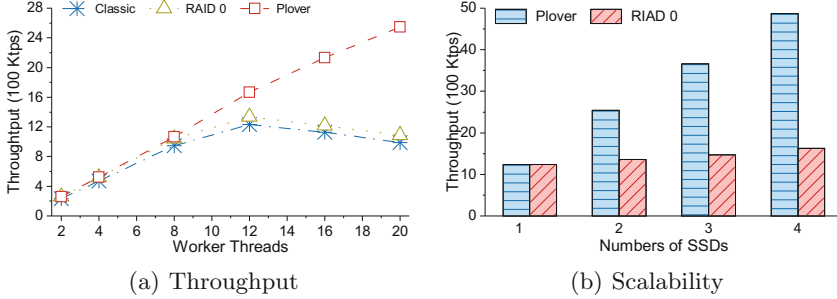 Classic RAID 0 Plover
Throughtput (100 Ktps)
28
24
20
16
12
8
4
0
2 4 6 8 10 12 14 16 18 20
Worker Threads
(a) Throughput
Plover RIAD 0
Throughput (100 Ktps)
50
40
30
20
10
0
1 2 3 4
Numbers of SSDs
(b) Scalability